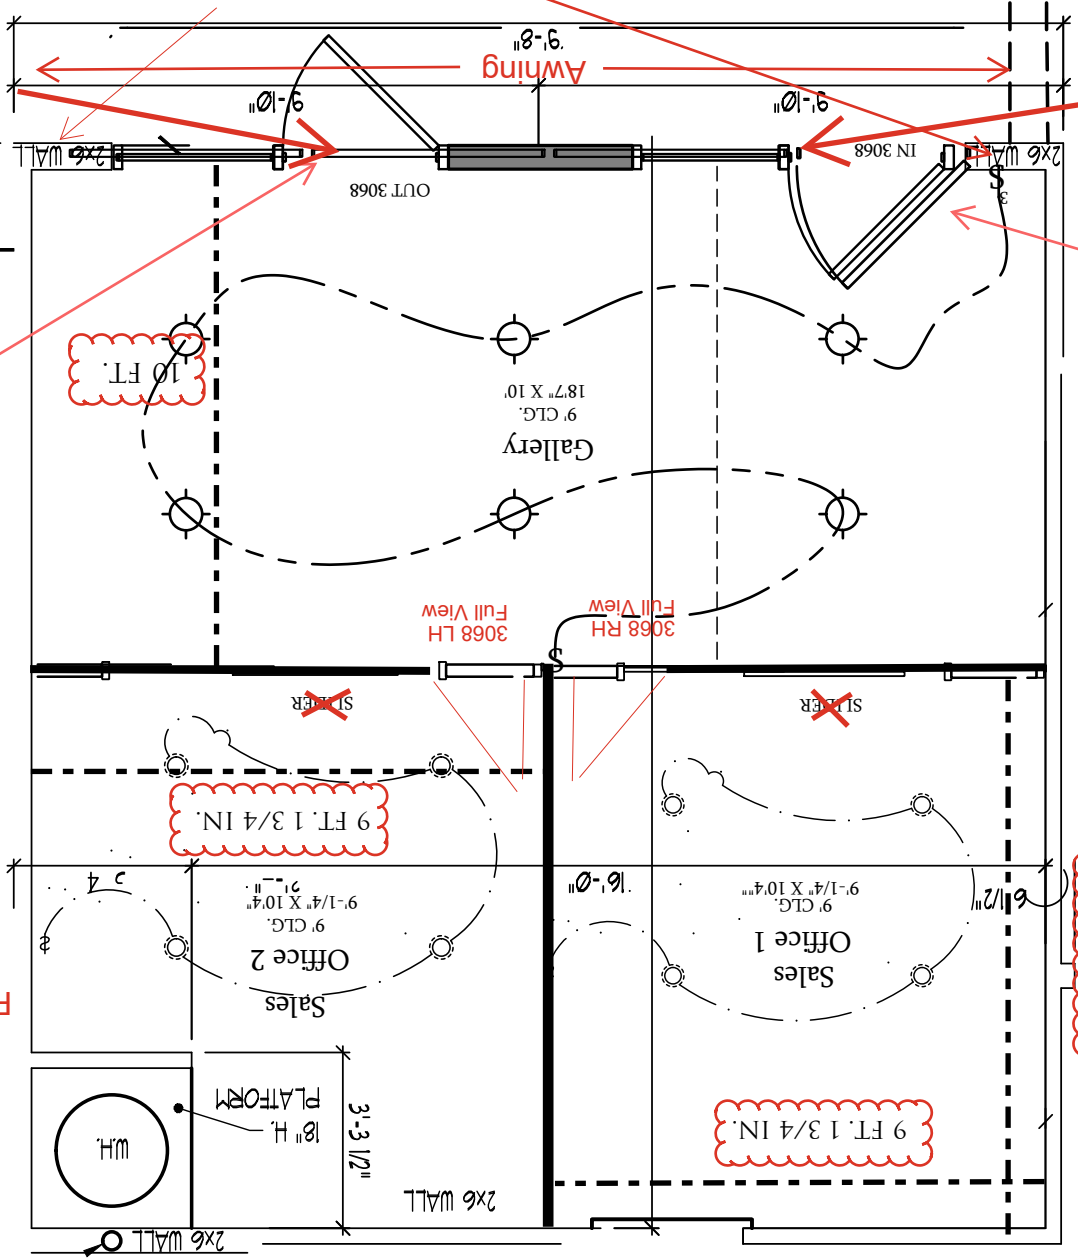 2x6 WALL
2x6 WALL
9 FT. 1 3/4 IN.
3'-3 1/2"
18" H.
PLATFORM
W.H.
Sales
Office 1
9' CLG.
9'-1/4" X 10'4"
Sales
Office 2
9' CLG.
9'-1/4" X 10'4"
S
6 1/2"
16'-0"
9 FT. 1 3/4 IN.
SLIDER
SLIDER
S
3068 RH
Full View
3068 LH
Full View
Gallery
9' CLG.
18'7" X 10'
10 FT.
S
3
OUT 3068
IN 3068
2x6 WALL
2x6 WALL
9'-10"
9'-10"
Awning
9'-8"